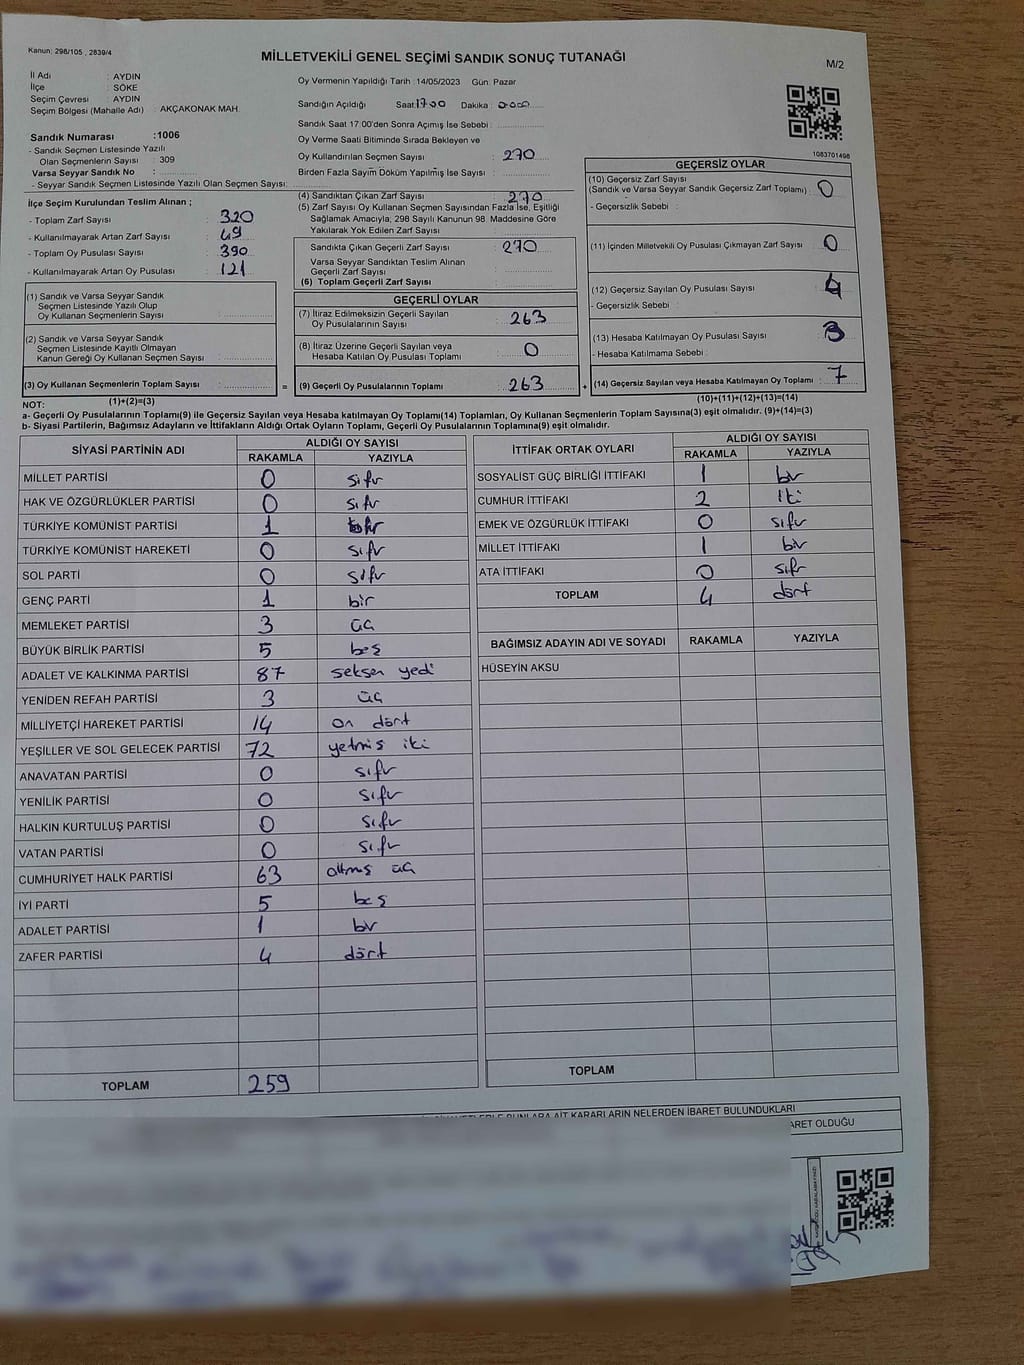 Kanun: 298/105 , 2839/4
MİLLETVEKİLİ GENEL SEÇİMİ SANDIK SONUÇ TUTANAĞI
M/2
İl Adı : AYDIN
İlçe : SÖKE
Seçim Çevresi : AYDIN
Seçim Bölgesi (Mahalle Adı) : AKÇAKONAK MAH.
Sandık Numarası :1006
- Sandık Seçmen Listesinde Yazılı
Olan Seçmenlerin Sayısı : 309
Varsa Seyyar Sandık No :
- Seyyar Sandık Seçmen Listesinde Yazılı Olan Seçmen Sayısı:
Oy Vermenin Yapıldığı Tarih :14/05/2023 Gün: Pazar
Sandığın Açıldığı Saat:17:00 Dakika :
Sandık Saat 17:00'den Sonra Açımış İse Sebebi :
Oy Verme Saati Bitiminde Sırada Bekleyen ve
Oy Kullandırılan Seçmen Sayısı : 270
Birden Fazla Sayım Döküm Yapılmış İse Sayısı :
1083701498
İlçe Seçim Kurulundan Teslim Alınan ;
- Toplam Zarf Sayısı : 320
- Kullanılmayarak Artan Zarf Sayısı : 49
- Toplam Oy Pusulası Sayısı : 390
- Kullanılmayarak Artan Oy Pusulası : 121
(4) Sandıktan Çıkan Zarf Sayısı : 270
(5) Zarf Sayısı Oy Kullanan Seçmen Sayısından Fazla İse, Eşitliği
Sağlamak Amacıyla; 298 Sayılı Kanunun 98. Maddesine Göre
Yakılarak Yok Edilen Zarf Sayısı :
Sandıkta Çıkan Geçerli Zarf Sayısı : 270
Varsa Seyyar Sandıktan Teslim Alınan
Geçerli Zarf Sayısı
(6) Toplam Geçerli Zarf Sayısı :
GEÇERSİZ OYLAR
(10) Geçersiz Zarf Sayısı
(Sandık ve Varsa Seyyar Sandık Geçersiz Zarf Toplamı) : 0
- Geçersizlik Sebebi :
(11) İçinden Milletvekili Oy Pusulası Çıkmayan Zarf Sayısı : 0
(12) Geçersiz Sayılan Oy Pusulası Sayısı : 4
- Geçersizlik Sebebi :
(13) Hesaba Katılmayan Oy Pusulası Sayısı : 3
- Hesaba Katılmama Sebebi :
(14) Geçersiz Sayılan veya Hesaba Katılmayan Oy Toplamı : 7
(10)+(11)+(12)+(13)=(14)
(1) Sandık ve Varsa Seyyar Sandık
Seçmen Listesinde Yazılı Olup
Oy Kullanan Seçmenlerin Sayısı :
(2) Sandık ve Varsa Seyyar Sandık
Seçmen Listesinde Kayıtlı Olmayan
Kanun Gereği Oy Kullanan Seçmen Sayısı :
(3) Oy Kullanan Seçmenlerin Toplam Sayısı :
(1)+(2)=(3)
GEÇERLİ OYLAR
(7) İtiraz Edilmeksizin Geçerli Sayılan
Oy Pusulalarının Sayısı : 263
(8) İtiraz Üzerine Geçerli Sayılan veya
Hesaba Katılan Oy Pusulası Toplamı : 0
= (9) Geçerli Oy Pusulalarının Toplamı : 263 +
NOT:
a- Geçerli Oy Pusulalarının Toplamı(9) ile Geçersiz Sayılan veya Hesaba katılmayan Oy Toplamı(14) Toplamları, Oy Kullanan Seçmenlerin Toplam Sayısına(3) eşit olmalıdır. (9)+(14)=(3)
b- Siyasi Partilerin, Bağımsız Adayların ve İttifakların Aldığı Ortak Oyların Toplamı, Geçerli Oy Pusulalarının Toplamına(9) eşit olmalıdır.
SİYASİ PARTİNİN ADI ALDIĞI OY SAYISI
RAKAMLA YAZIYLA
MİLLET PARTİSİ 0 sıfır
HAK VE ÖZGÜRLÜKLER PARTİSİ 0 sıfır
TÜRKİYE KOMÜNİST PARTİSİ 1
TÜRKİYE KOMÜNİST HAREKETİ 0 sıfır
SOL PARTİ 0 sıfır
GENÇ PARTİ 1 bir
MEMLEKET PARTİSİ 3 üç
BÜYÜK BİRLİK PARTİSİ 5 beş
ADALET VE KALKINMA PARTİSİ 87 seksen yedi
YENİDEN REFAH PARTİSİ 3 üç
MİLLİYETÇİ HAREKET PARTİSİ 14 on dört
YEŞİLLER VE SOL GELECEK PARTİSİ 72 yetmiş iki
ANAVATAN PARTİSİ 0 sıfır
YENİLİK PARTİSİ 0 sıfır
HALKIN KURTULUŞ PARTİSİ 0 sıfır
VATAN PARTİSİ 0 sıfır
CUMHURİYET HALK PARTİSİ 63 altmış üç
İYİ PARTİ 5 beş
ADALET PARTİSİ 1 bir
ZAFER PARTİSİ 4 dört
TOPLAM 259
İTTİFAK ORTAK OYLARI ALDIĞI OY SAYISI
RAKAMLA YAZIYLA
SOSYALİST GÜÇ BİRLİĞİ İTTİFAKI 1 bir
CUMHUR İTTİFAKI 2 iki
EMEK VE ÖZGÜRLÜK İTTİFAKI 0 sıfır
MİLLET İTTİFAKI 1 bir
ATA İTTİFAKI 0 sıfır
TOPLAM 4 dört
BAĞIMSIZ ADAYIN ADI VE SOYADI RAKAMLA YAZIYLA
HÜSEYİN AKSU
TOPLAM
BUNLARA AİT KARARLARIN NELERDEN İBARET BULUNDUKLARI
OLDUĞU